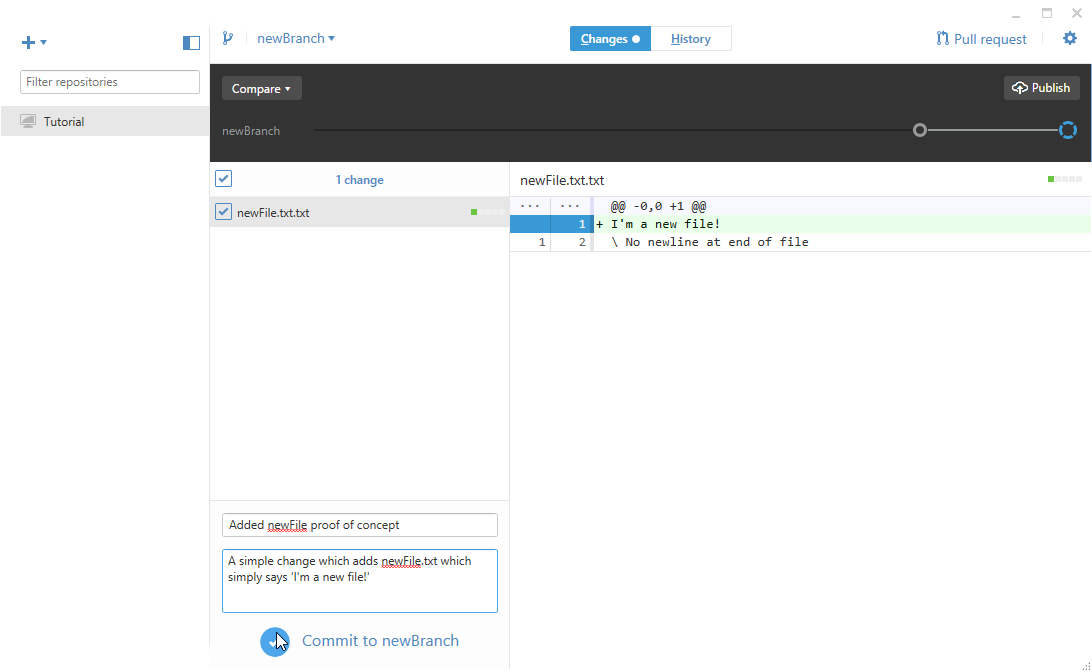 newBranch
Changes
History
Pull request
Filter repositories
Tutorial
Compare
Publish
newBranch
1 change
newFile.txt.txt
newFile.txt.txt
... ... @@ -0,0 +1 @@
1 + I'm a new file!
1 2 \ No newline at end of file
Added newFile proof of concept
A simple change which adds newFile.txt which
simply says 'I'm a new file!'
Commit to newBranch